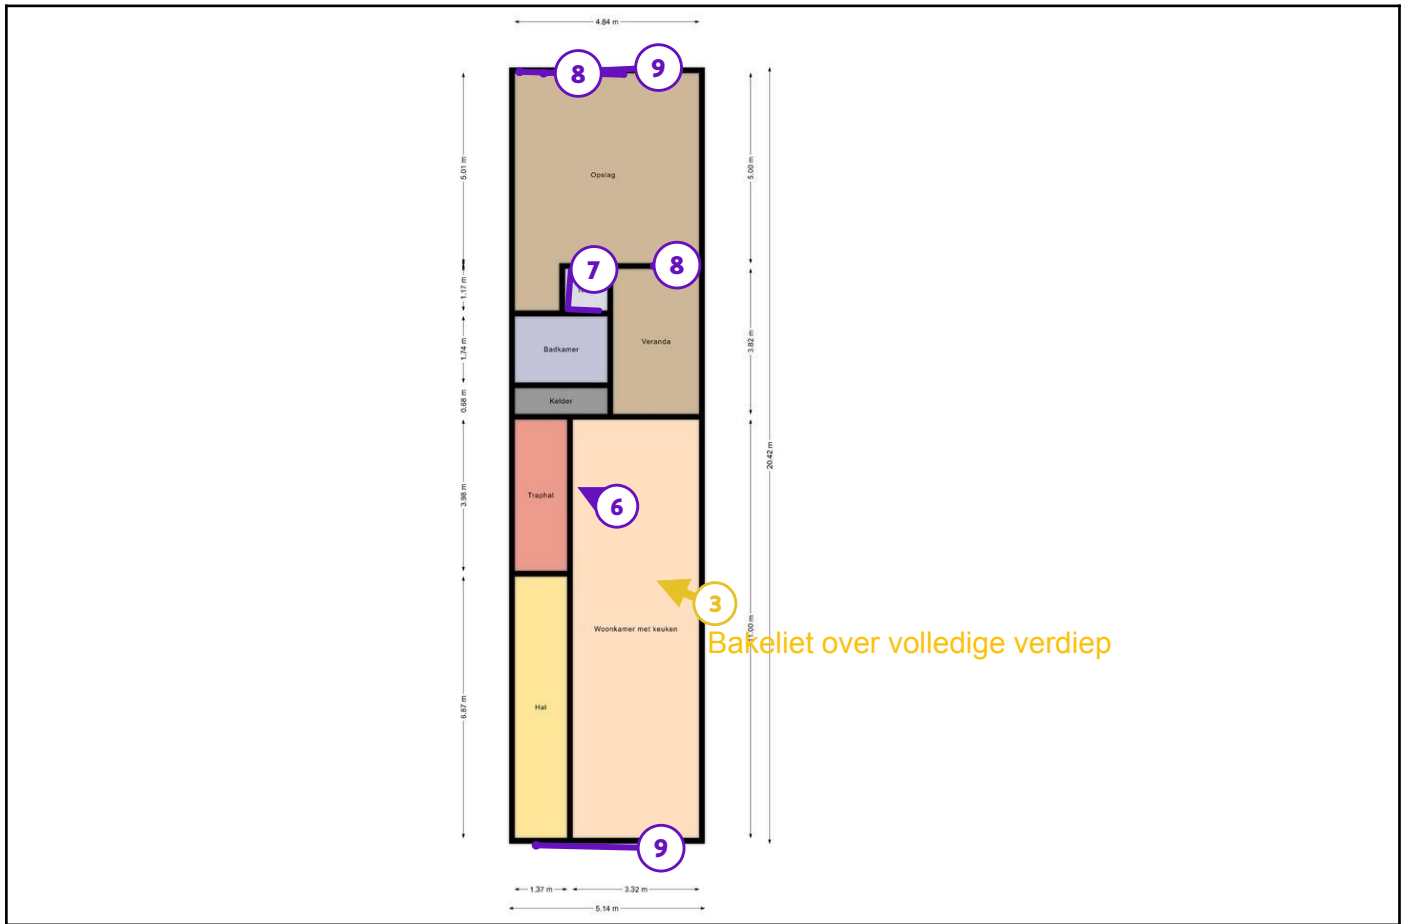 4.84 m
8
9
5.01 m
5.00 m
Opslag
7
8
1.17 m
Badkamer
Veranda
1.74 m
3.82 m
Kelder
0.68 m
20.42 m
Traphal
3.98 m
6
3
11.00 m
Woonkamer met keuken
Bakeliet over volledige verdiep
Hal
6.87 m
9
1.37 m
3.32 m
5.14 m